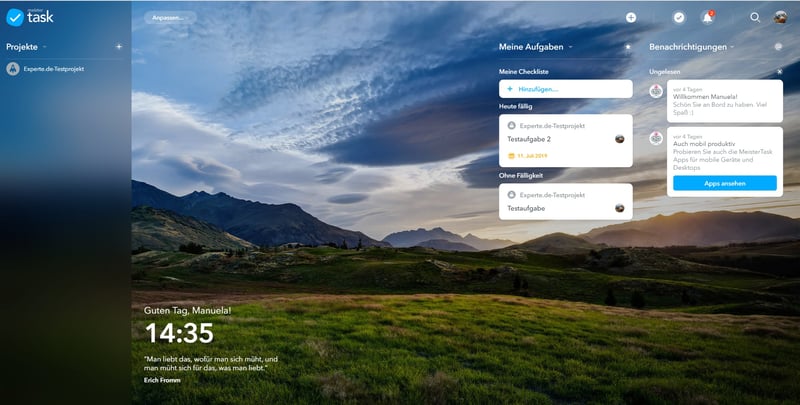 meister
task
Anpassen...
2
Projekte
Experte.de-Testprojekt
Meine Aufgaben
Meine Checkliste
+ Hinzufügen...
Heute fällig
Experte.de-Testprojekt
Testaufgabe 2
11. Juli 2019
Ohne Fälligkeit
Experte.de-Testprojekt
Testaufgabe
Benachrichtigungen
Ungelesen
vor 4 Tagen
Willkommen Manuela!
Schön Sie an Bord zu haben. Viel
Spaß :)
vor 4 Tagen
Auch mobil produktiv
Probieren Sie auch die MeisterTask
Apps für mobile Geräte und
Desktops
Apps ansehen
Guten Tag, Manuela!
14:35
"Man liebt das, wofür man sich müht, und
man müht sich für das, was man liebt."
Erich Fromm